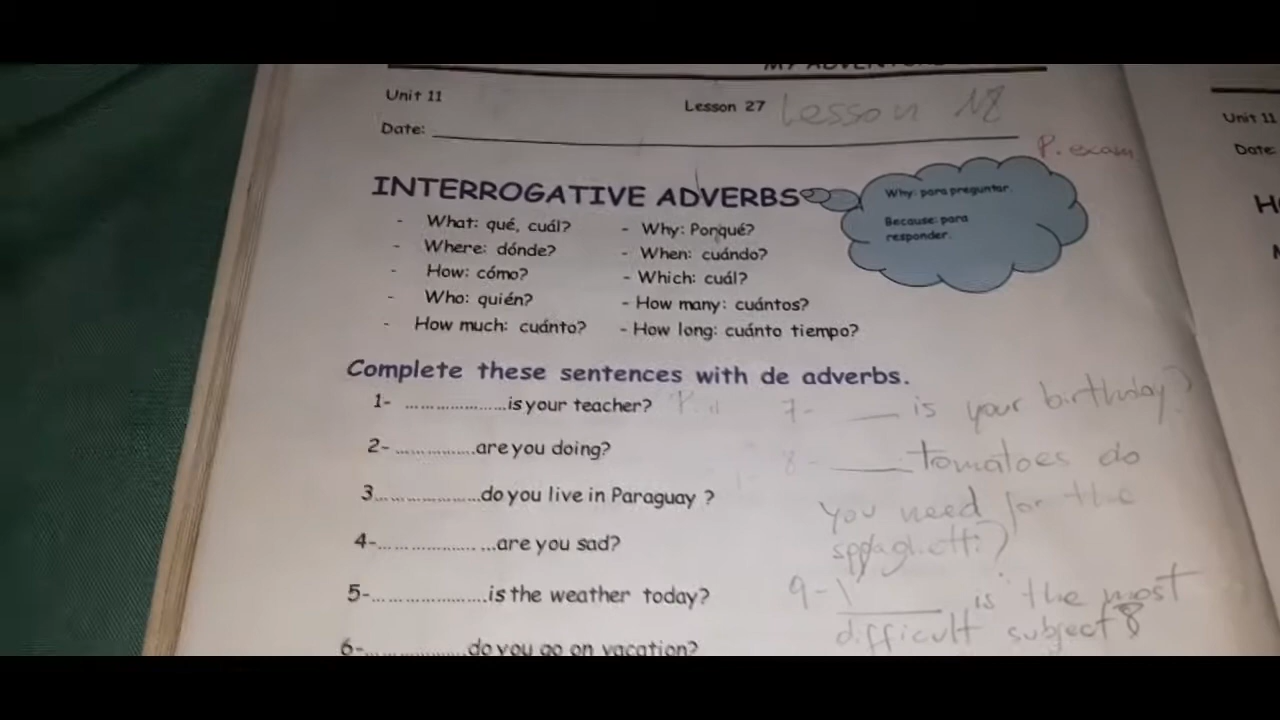 MY ADVENTU
Unit 11
Lesson 27 Lesson 18
Date:
P. exam
INTERROGATIVE ADVERBS
Why: para preguntar.
Because: para
responder.
- What: qué, cuál?
- Where: dónde?
- How: cómo?
- Who: quién?
- How much: cuánto?
- Why: Porqué?
- When: cuándo?
- Which: cuál?
- How many: cuántos?
- How long: cuánto tiempo?
Complete these sentences with de adverbs.
1- ....................is your teacher?
2- ................are you doing?
3.....................do you live in Paraguay ?
4-.................... ...are you sad?
5-.......................is the weather today?
6-...................do you go on vacation?
7- ___ is your birthday?
8- ____ tomatoes do
you need for the
9- ____ is the most
difficult subject
Unit 11
Date: